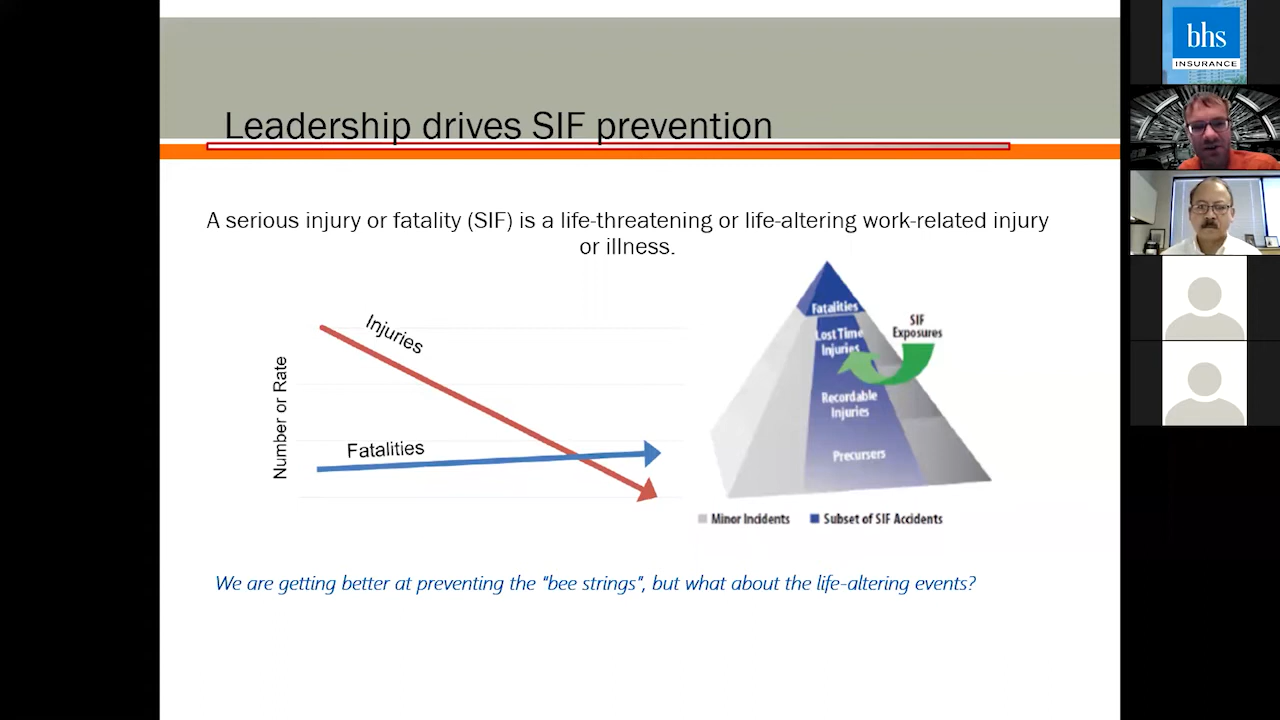 Leadership drives SIF prevention
A serious injury or fatality (SIF) is a life-threatening or life-altering work-related injury
or illness.
Number or Rate
Injuries
Fatalities
Fatalities
Lost Time
Injuries
Recordable
Injuries
Precursers
SIF
Exposures
Minor Incidents
Subset of SIF Accidents
We are getting better at preventing the "bee strings", but what about the life-altering events?
bhs
INSURANCE